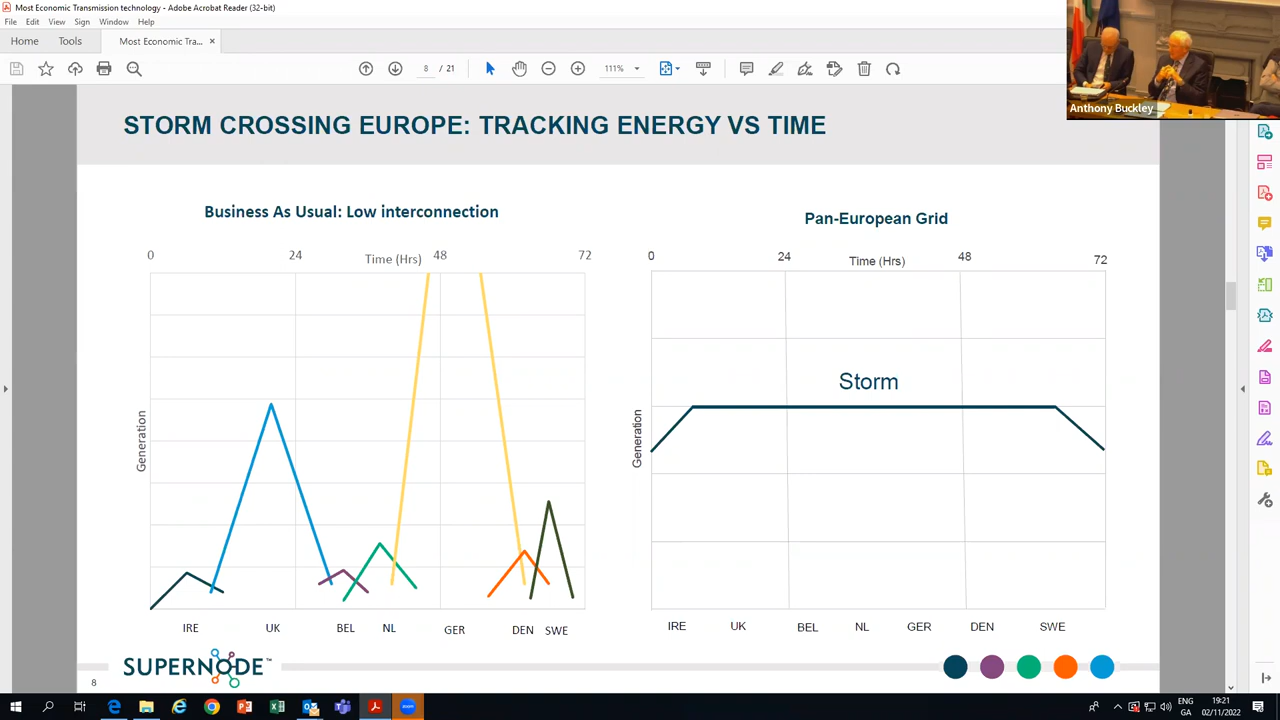 Most Economic Transmission technology - Adobe Acrobat Reader (32-bit)
File Edit View Sign Window Help
Home Tools Most Economic Tra... ×
8 / 21 111%
Anthony Buckley
STORM CROSSING EUROPE: TRACKING ENERGY VS TIME
Business As Usual: Low interconnection
0 24 Time (Hrs) 48 72
Generation
IRE UK BEL NL GER DEN SWE
Pan-European Grid
0 24 Time (Hrs) 48 72
Storm
Generation
IRE UK BEL NL GER DEN SWE
SUPERNODE™
8
ENG
GA
19:21
02/11/2022